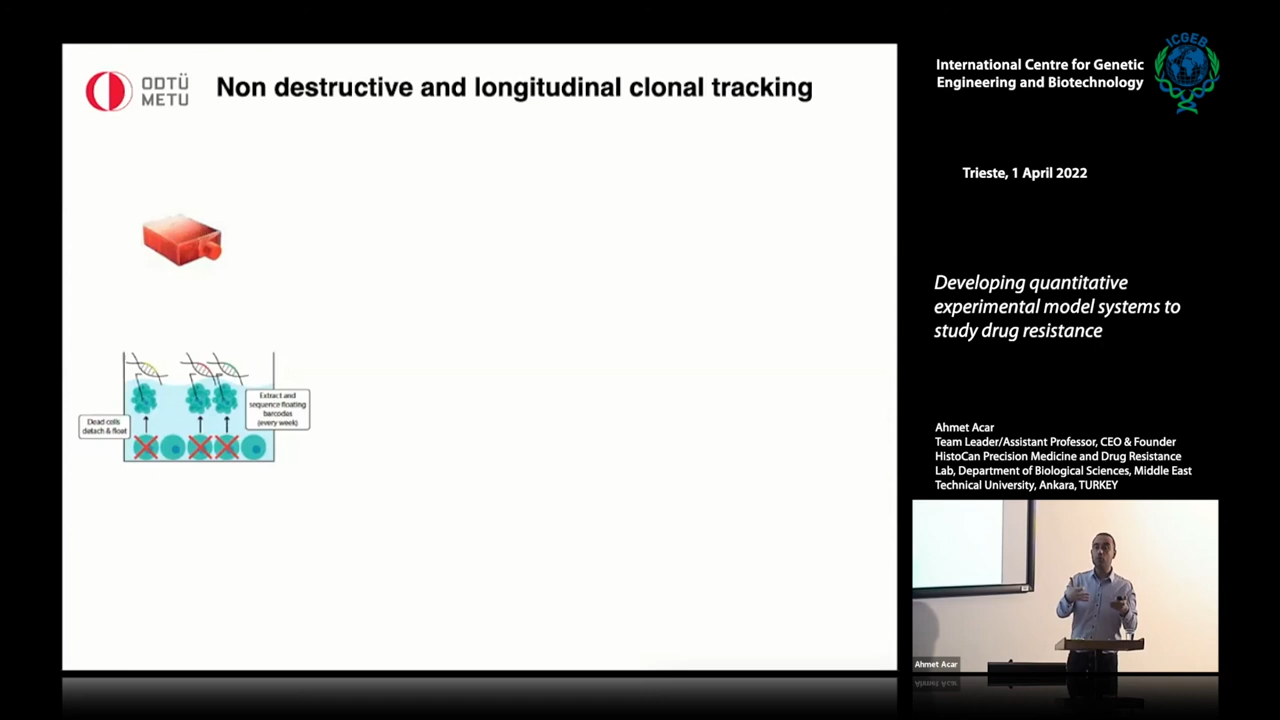 ODTÜ
METU
Non destructive and longitudinal clonal tracking
Dead cells
detach & float
Extract and
sequence floating
barcodas
(every week)
International Centre for Genetic
Engineering and Biotechnology
ICGEB
Trieste, 1 April 2022
Developing quantitative
experimental model systems to
study drug resistance
Ahmet Acar
Team Leader/Assistant Professor, CEO & Founder
HistoCan Precision Medicine and Drug Resistance
Lab, Department of Biological Sciences, Middle East
Technical University, Ankara, TURKEY
Ahmet Acar